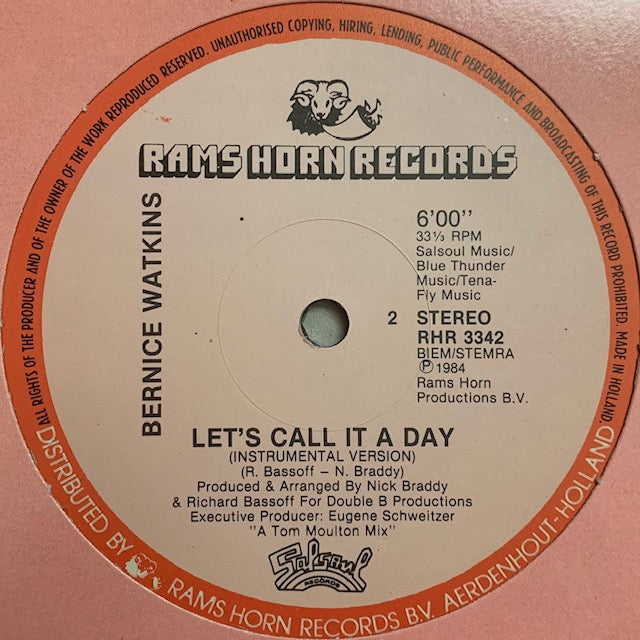 ALL RIGHTS OF THE PRODUCER AND OF THE OWNER OF THE WORK REPRODUCED RESERVED. UNAUTHORISED COPYING, HIRING, LENDING, PUBLIC PERFORMANCE AND BROADCASTING OF THIS RECORD PROHIBITED. MADE IN HOLLAND.
RAMS HORN RECORDS
BERNICE WATKINS
6'00''
33⅓ RPM
Salsoul Music/
Blue Thunder
Music/Tena-
Fly Music
2 STEREO
RHR 3342
BIEM/STEMRA
Ⓟ 1984
Rams Horn
Productions B.V.
LET'S CALL IT A DAY
(INSTRUMENTAL VERSION)
(R. Bassoff – N. Braddy)
Produced & Arranged By Nick Braddy
& Richard Bassoff For Double B Productions
Executive Producer: Eugene Schweitzer
"A Tom Moulton Mix"
Salsoul
RECORDS
DISTRIBUTED BY RAMS HORN RECORDS B.V. AERDENHOUT-HOLLAND